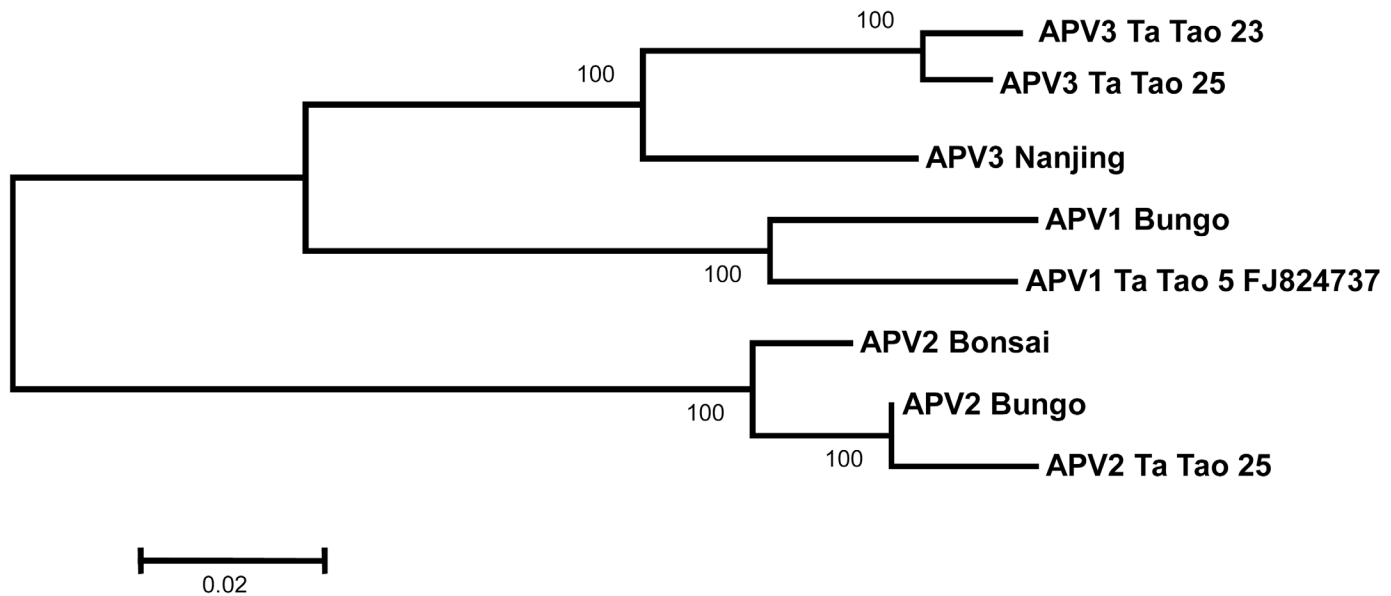 100
APV3 Ta Tao 23
100
APV3 Ta Tao 25
APV3 Nanjing
APV1 Bungo
100
APV1 Ta Tao 5 FJ824737
APV2 Bonsai
100
APV2 Bungo
100
APV2 Ta Tao 25
0.02